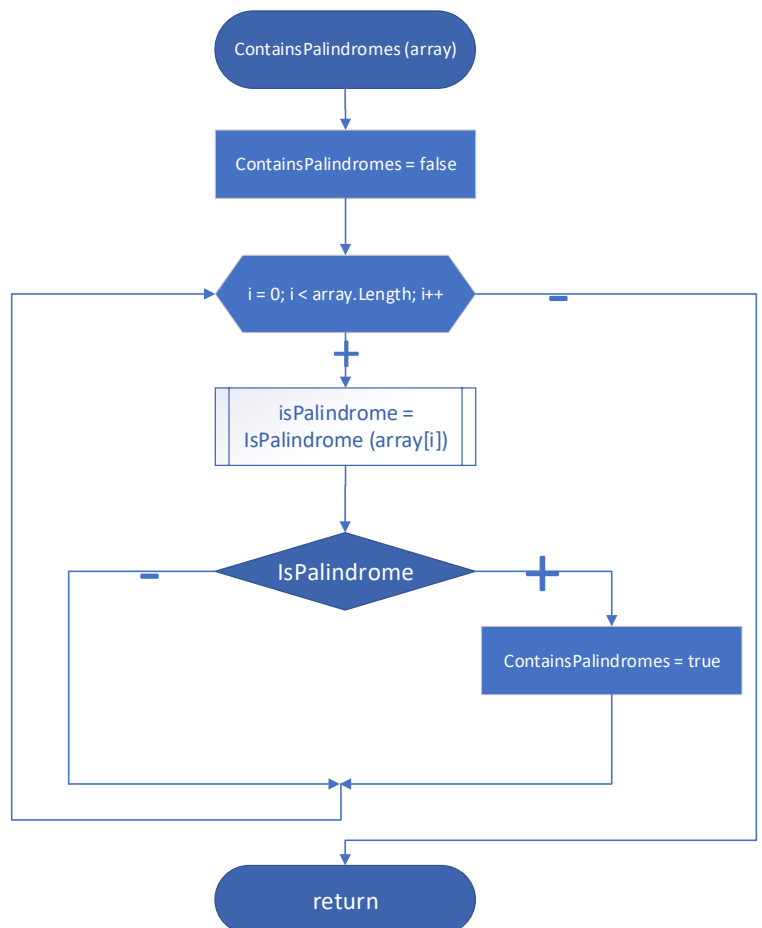 ContainsPalindromes (array)
ContainsPalindromes = false
i = 0; i < array.Length; i++
-
+
isPalindrome =
IsPalindrome (array[i])
IsPalindrome
-
+
ContainsPalindromes = true
return